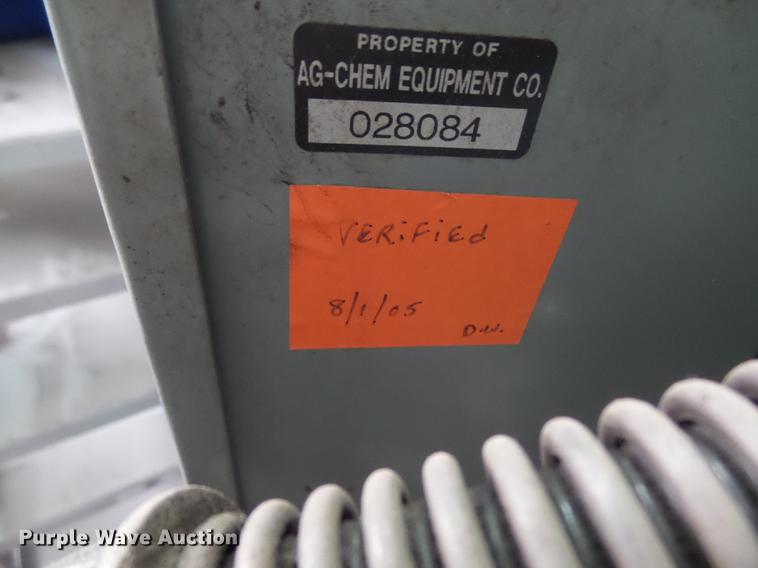 PROPERTY OF
AG-CHEM EQUIPMENT CO.
028084
VERiFiEd
8/1/05
D.W.
Purple Wave Auction